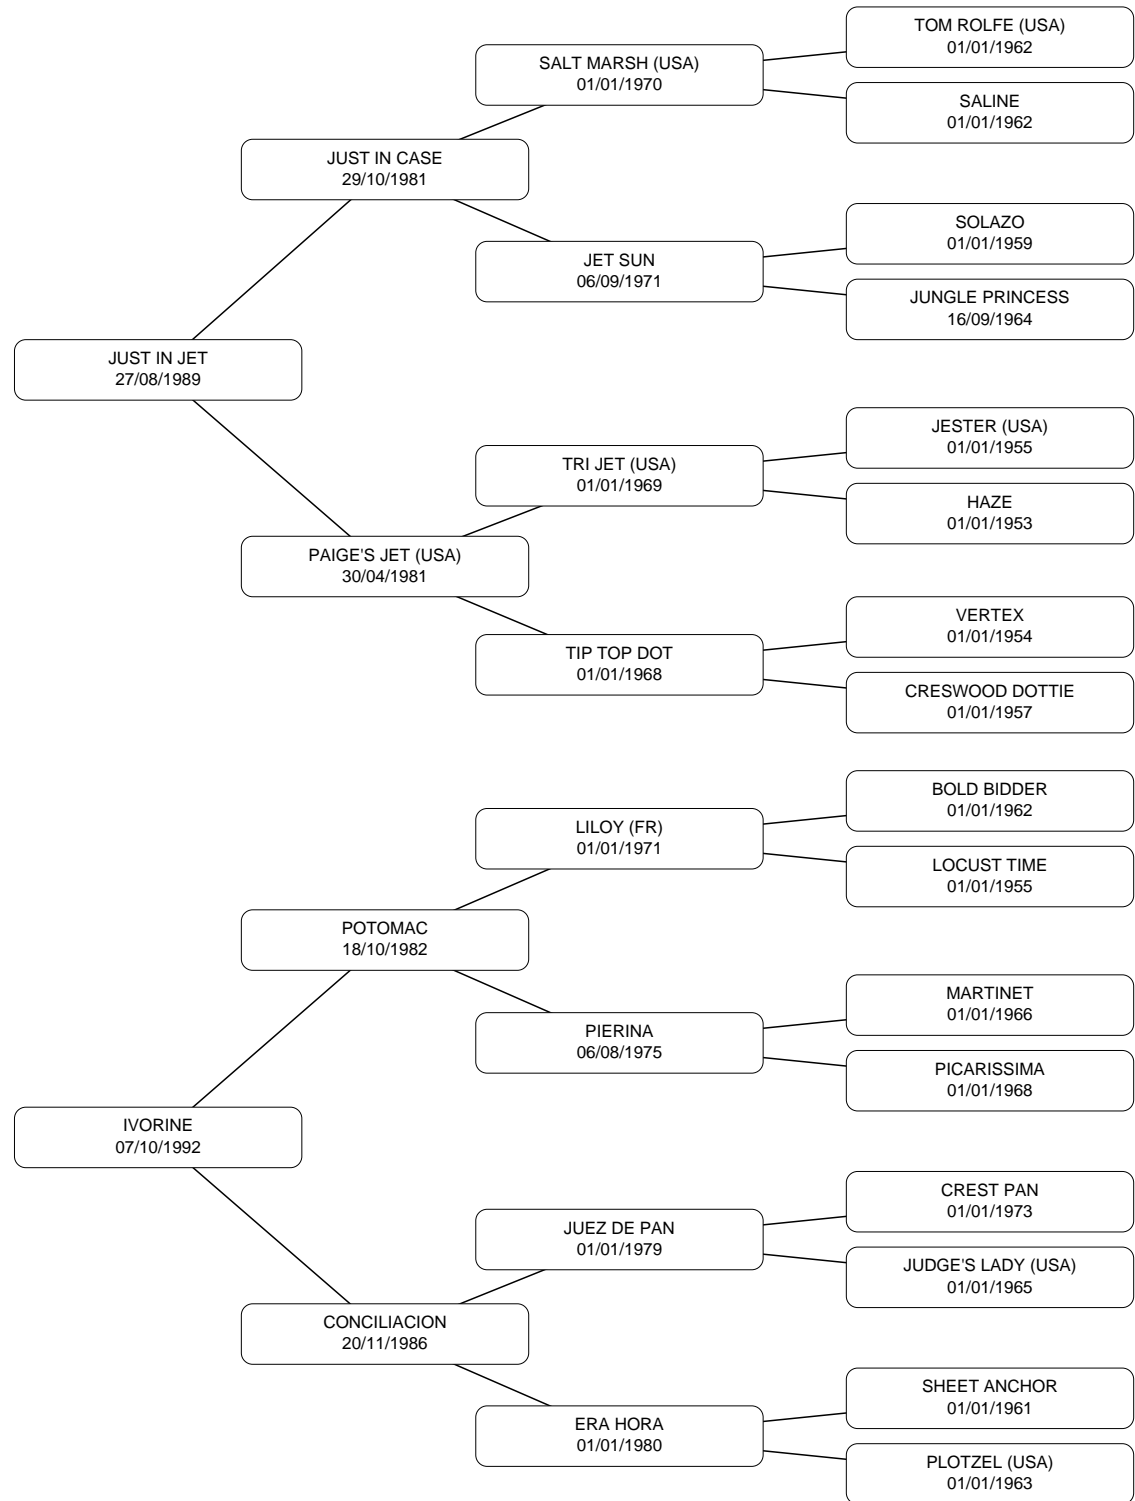 TOM ROLFE (USA)
01/01/1962
SALT MARSH (USA)
01/01/1970
SALINE
01/01/1962
JUST IN CASE
29/10/1981
SOLAZO
01/01/1959
JET SUN
06/09/1971
JUNGLE PRINCESS
16/09/1964
JUST IN JET
27/08/1989
JESTER (USA)
01/01/1955
TRI JET (USA)
01/01/1969
HAZE
01/01/1953
PAIGE'S JET (USA)
30/04/1981
VERTEX
01/01/1954
TIP TOP DOT
01/01/1968
CRESWOOD DOTTIE
01/01/1957
BOLD BIDDER
01/01/1962
LILOY (FR)
01/01/1971
LOCUST TIME
01/01/1955
POTOMAC
18/10/1982
MARTINET
01/01/1966
PIERINA
06/08/1975
PICARISSIMA
01/01/1968
IVORINE
07/10/1992
CREST PAN
01/01/1973
JUEZ DE PAN
01/01/1979
JUDGE'S LADY (USA)
01/01/1965
CONCILIACION
20/11/1986
SHEET ANCHOR
01/01/1961
ERA HORA
01/01/1980
PLOTZEL (USA)
01/01/1963